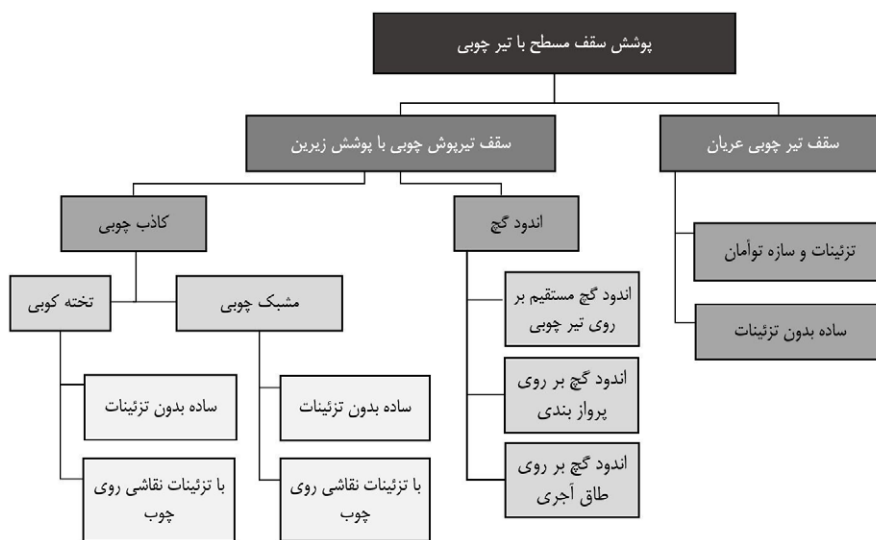 پوشش سقف مسطح با تیر چوبی
سقف تیر چوبی عریان
سقف تیرپوش چوبی با پوشش زیرین
اندود گچ
کاذب چوبی
تزئینات و سازه توأمان
ساده بدون تزئینات
اندود گچ مستقیم بر
روی تیر چوبی
اندود گچ بر روی
پرواز بندی
اندود گچ بر روی
طاق آجری
مشبک چوبی
تخته کوبی
ساده بدون تزئینات
با تزئینات نقاشی روی
چوب
ساده بدون تزئینات
با تزئینات نقاشی روی
چوب